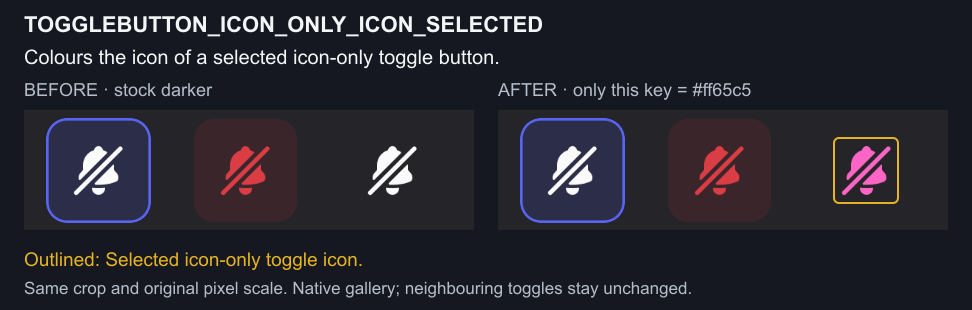 TOGGLEBUTTON_ICON_ONLY_ICON_SELECTED
Colours the icon of a selected icon-only toggle button.
BEFORE · stock darker
AFTER · only this key = #ff65c5
Outlined: Selected icon-only toggle icon.
Same crop and original pixel scale. Native gallery; neighbouring toggles stay unchanged.